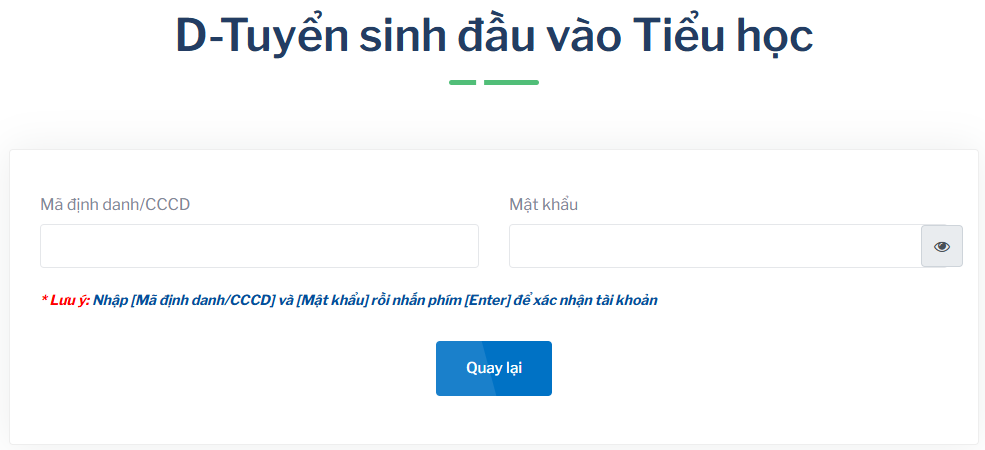 D-Tuyển sinh đầu vào Tiểu học
Mã định danh/CCCD
Mật khẩu
* Lưu ý: Nhập [Mã định danh/CCCD] và [Mật khẩu] rồi nhấn phím [Enter] để xác nhận tài khoản
Quay lại